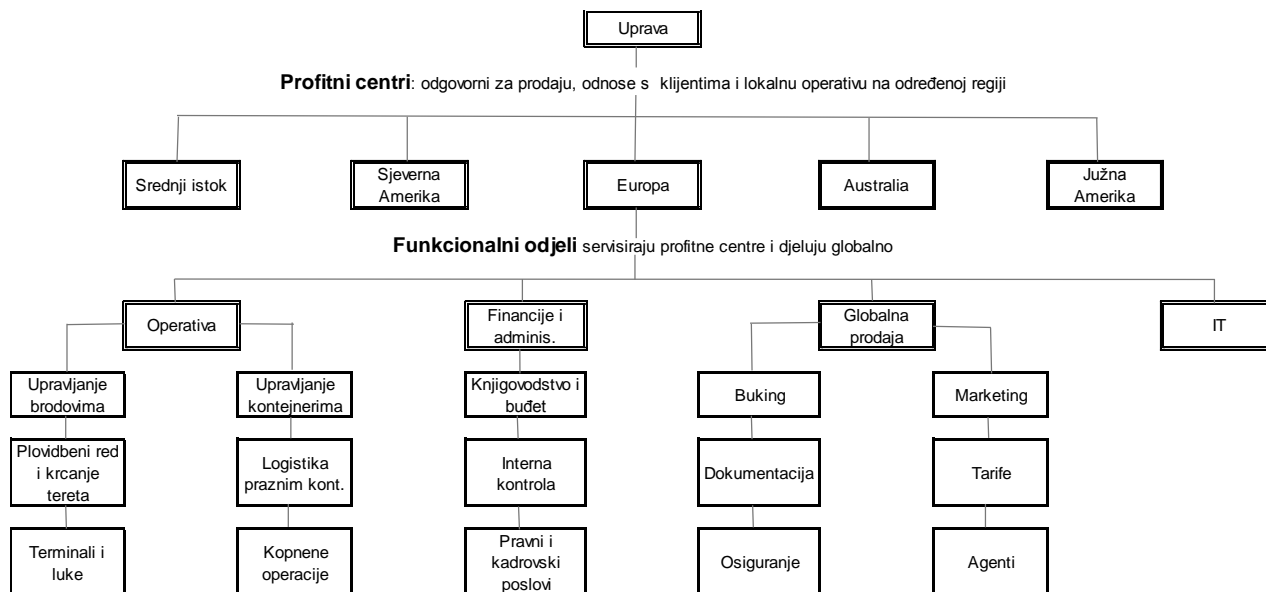 Uprava
Profitni centri: odgovorni za prodaju, odnose s klijentima i lokalnu operativu na određenoj regiji
Srednji istok
Sjeverna
Amerika
Europa
Australia
Južna
Amerika
Funkcionalni odjeli servisiraju profitne centre i djeluju globalno
Operativa
Financije i
adminis.
Globalna
prodaja
IT
Upravljanje
brodovima
Upravljanje
kontejnerima
Knjigovodstvo i
buđet
Buking
Marketing
Plovidbeni red
i krcanje
tereta
Logistika
praznim kont.
Interna
kontrola
Dokumentacija
Tarife
Terminali i
luke
Kopnene
operacije
Pravni i
kadrovski
poslovi
Osiguranje
Agenti